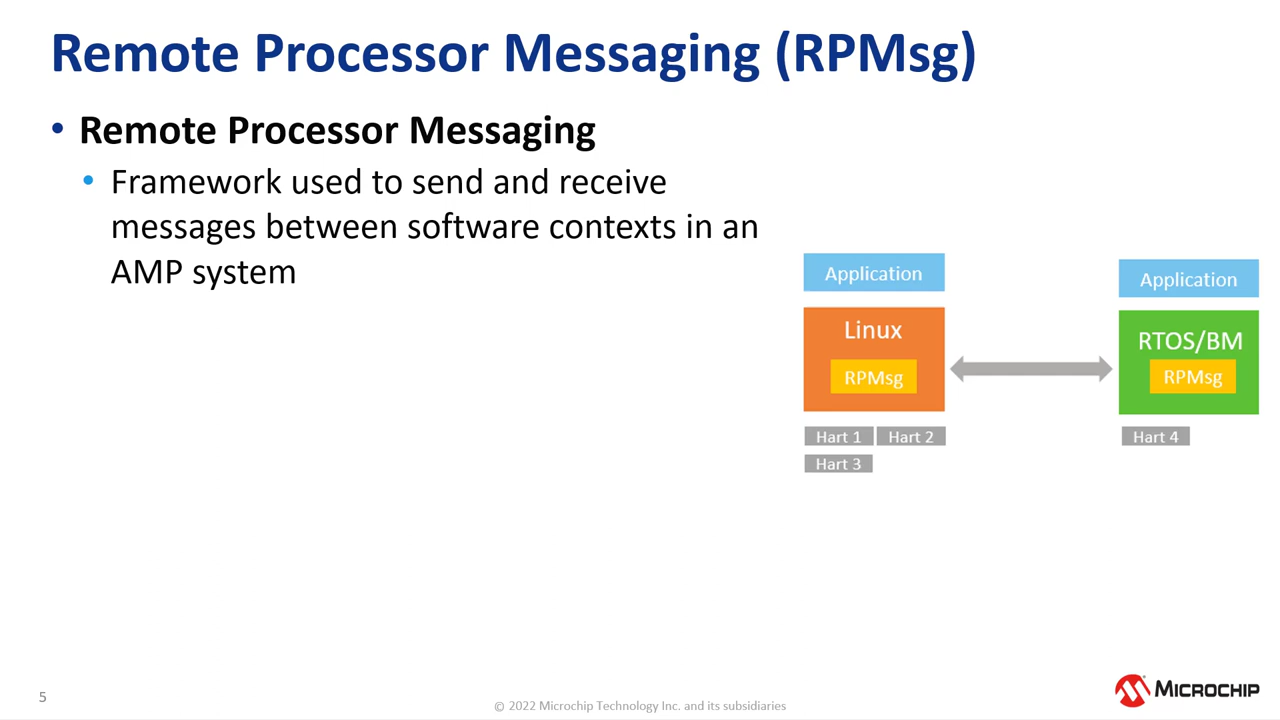 Remote Processor Messaging (RPMsg)
• Remote Processor Messaging
• Framework used to send and receive
messages between software contexts in an
AMP system
Application
Linux
RPMsg
Hart 1 Hart 2
Hart 3
Application
RTOS/BM
RPMsg
Hart 4
5
© 2022 Microchip Technology Inc. and its subsidiaries
MICROCHIP